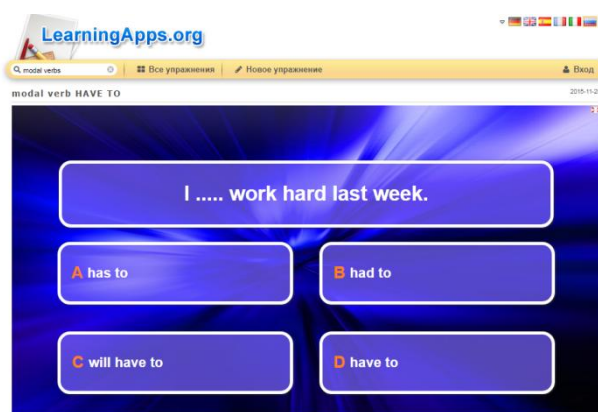 LearningApps.org
modal verbs
Все упражнения
Новое упражнение
Вход
modal verb HAVE TO
2015-11-2
I ..... work hard last week.
A has to
B had to
C will have to
D have to